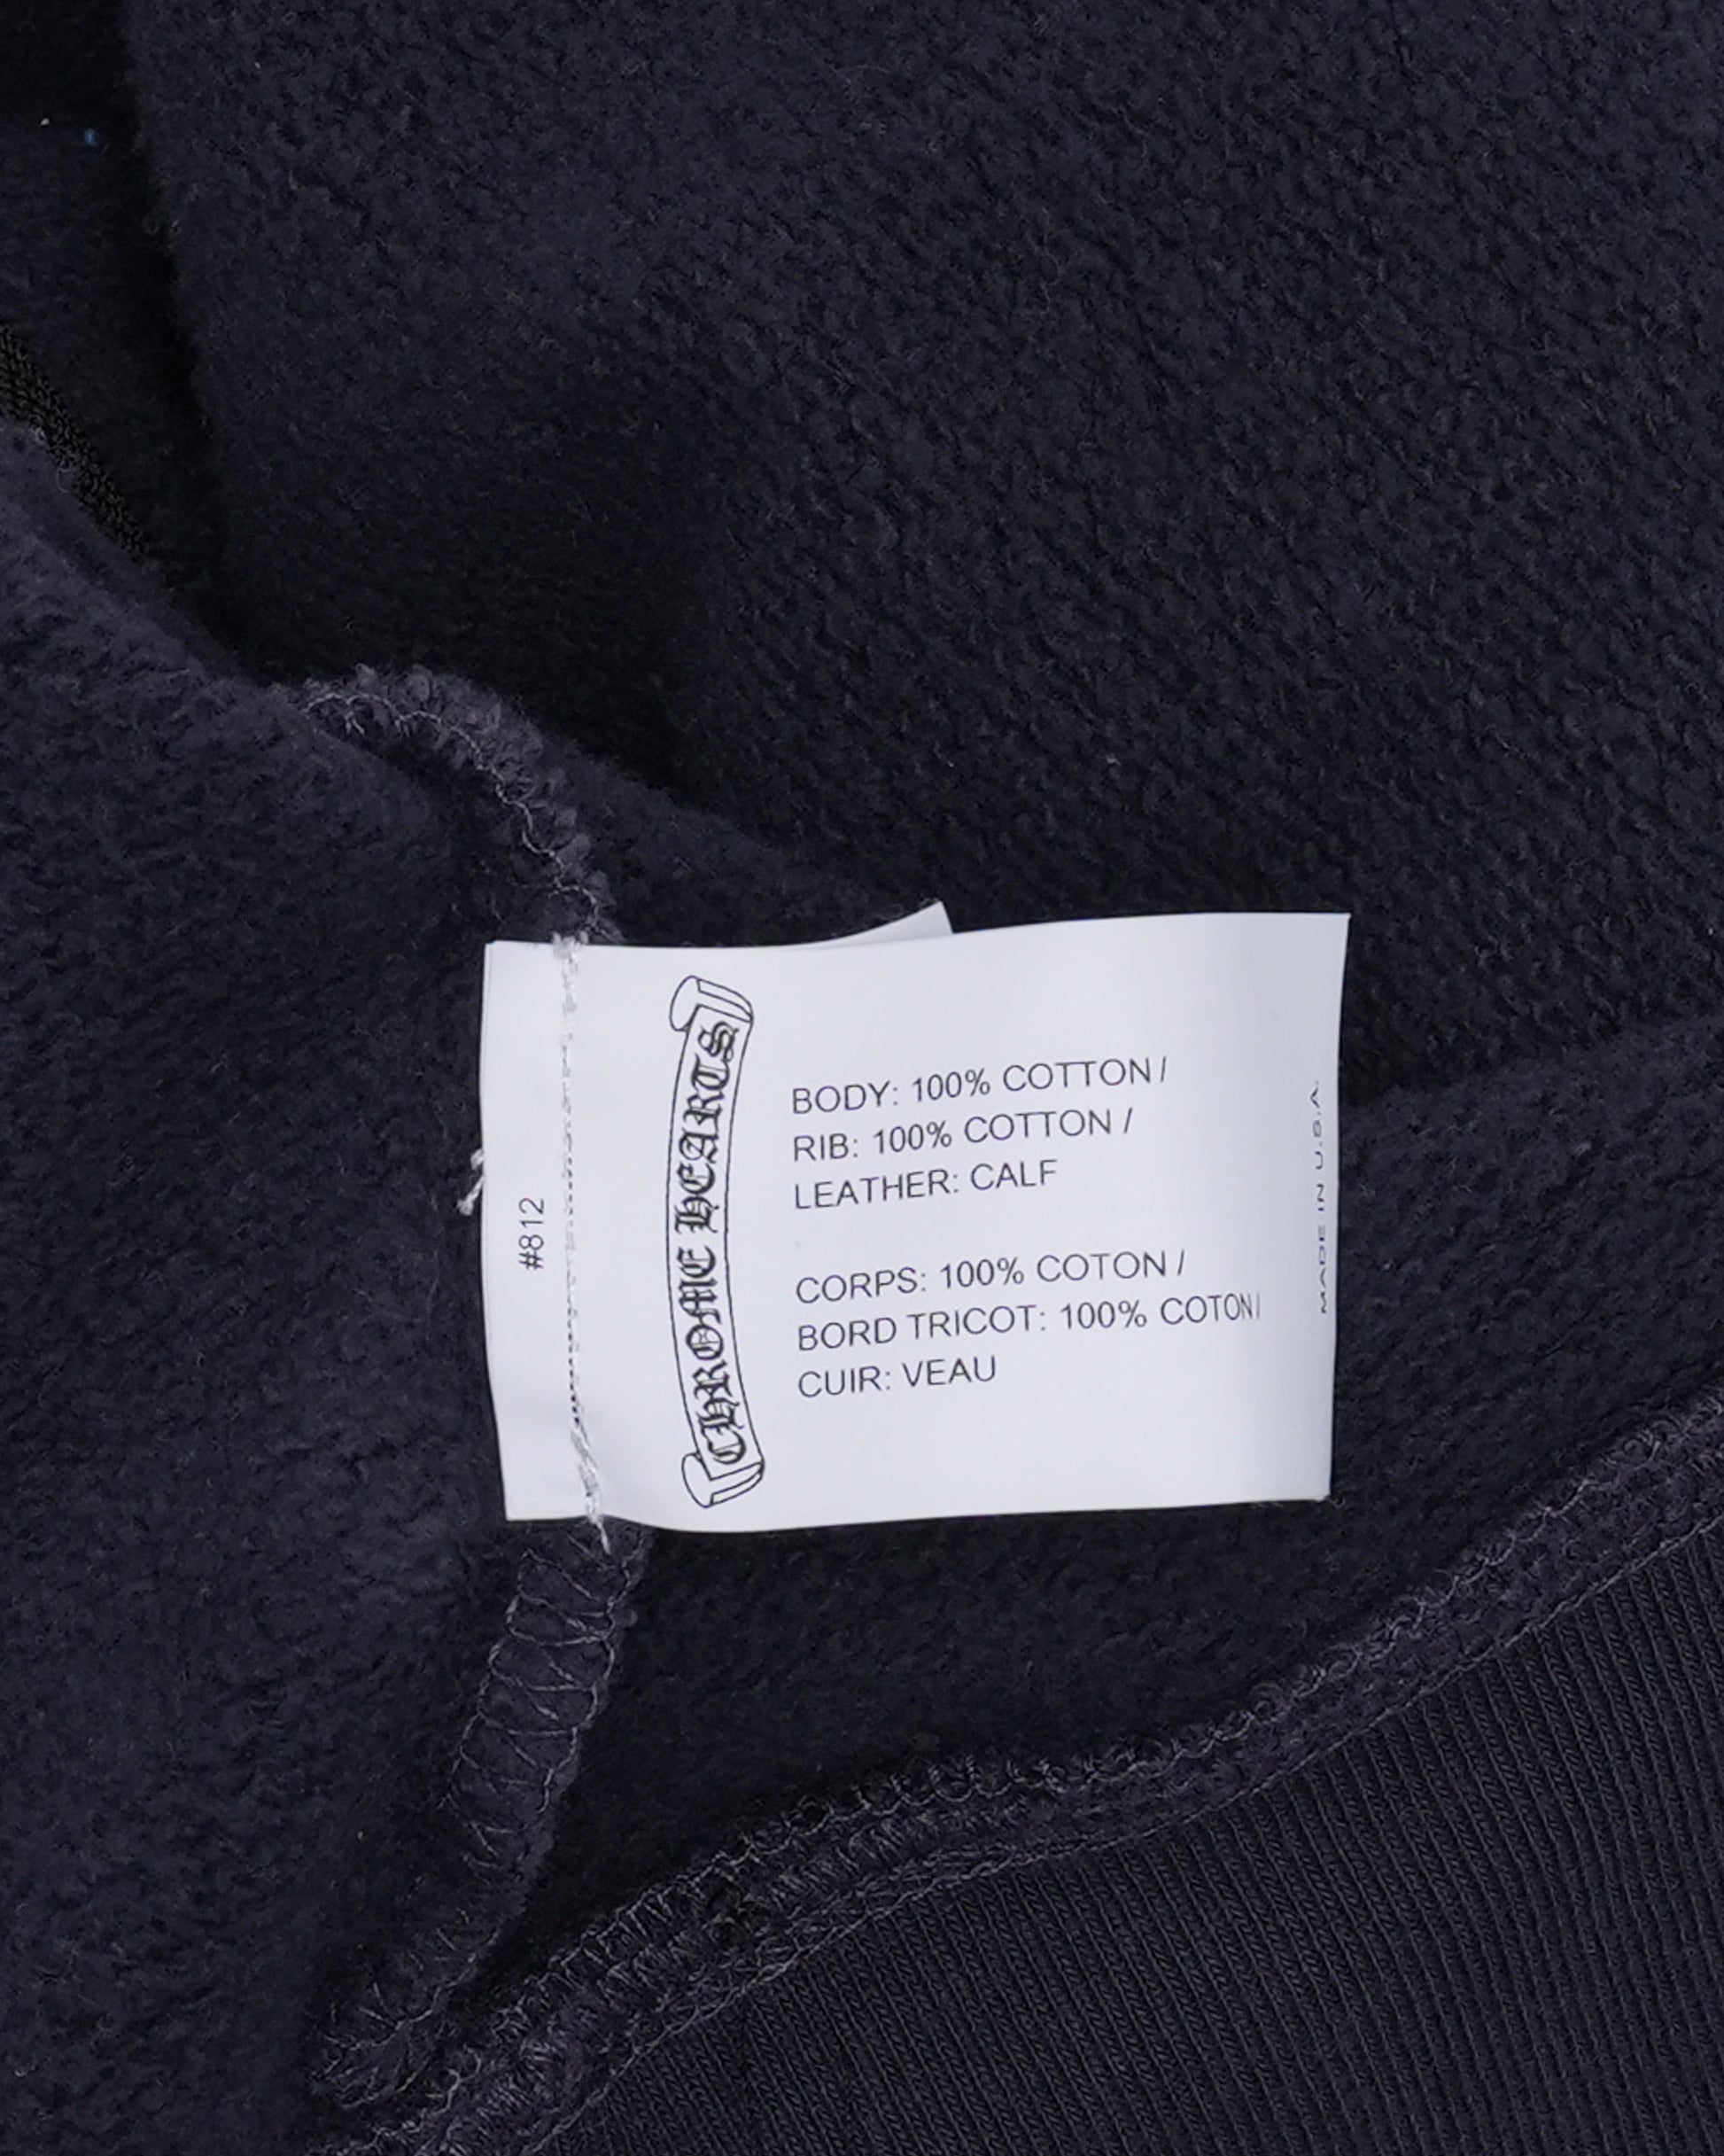 #812
CHROME HEARTS
BODY: 100% COTTON /
RIB: 100% COTTON /
LEATHER: CALF
CORPS: 100% COTON /
BORD TRICOT: 100% COTON/
CUIR: VEAU
MADE IN U.S.A.